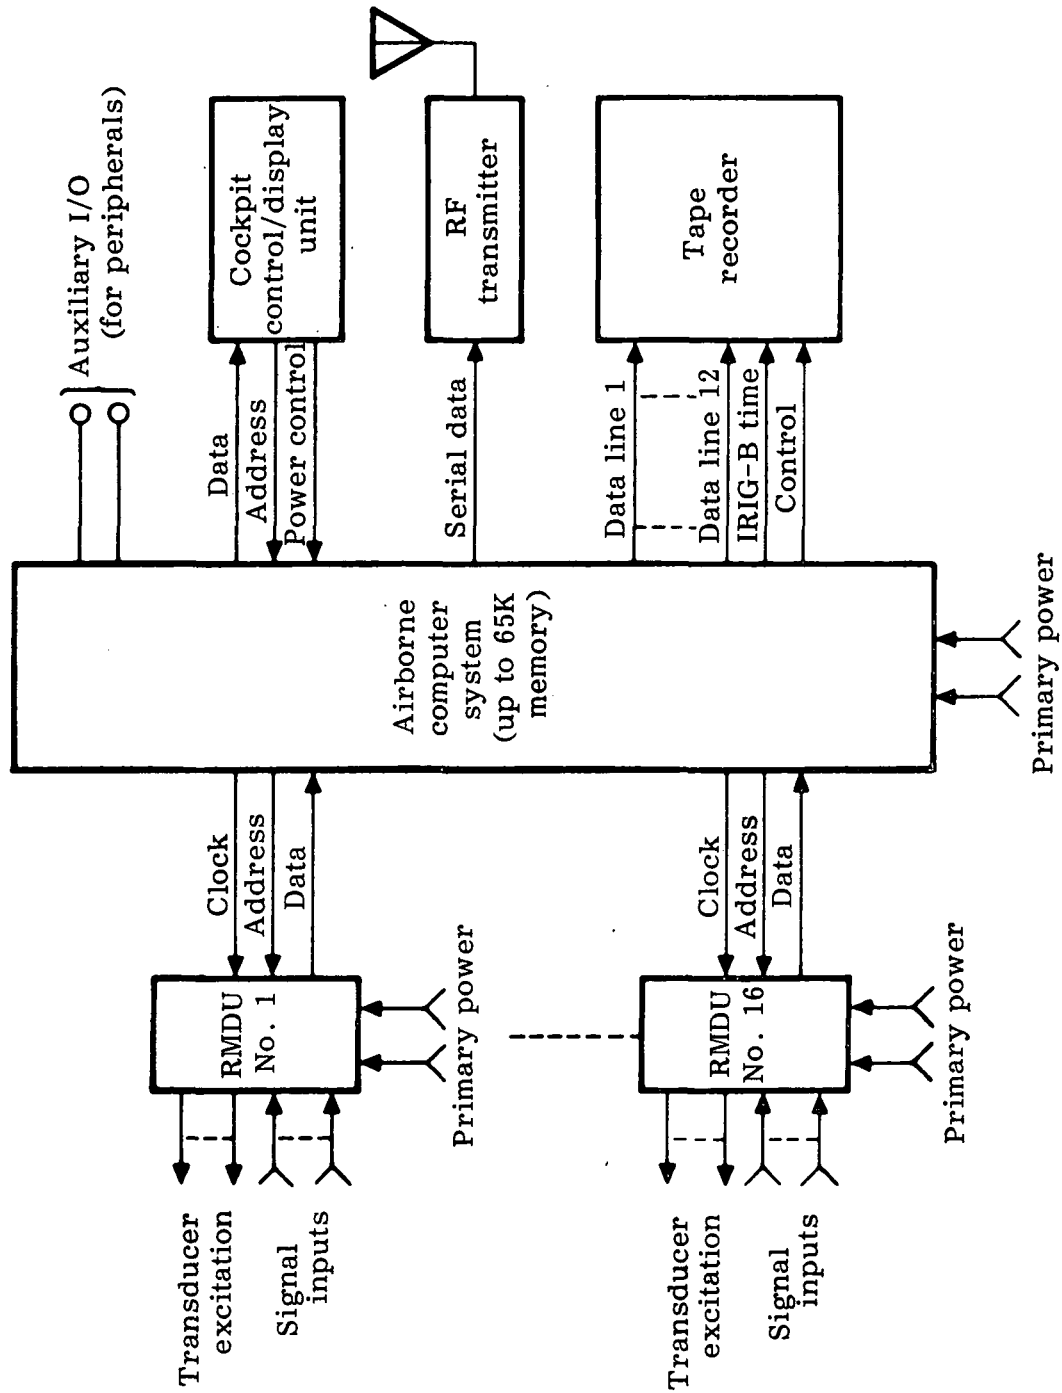 Transducer
excitation
Signal
inputs
RMDU
No. 1
Primary power
Clock
Address
Data
Transducer
excitation
Signal
inputs
RMDU
No. 16
Primary power
Clock
Address
Data
Airborne
computer
system
(up to 65K
memory)
Primary power
Auxiliary I/O
(for peripherals)
Data
Address
Power control
Cockpit
control/display
unit
Serial data
RF
transmitter
Data line 1
Data line 12
IRIG-B time
Control
Tape
recorder